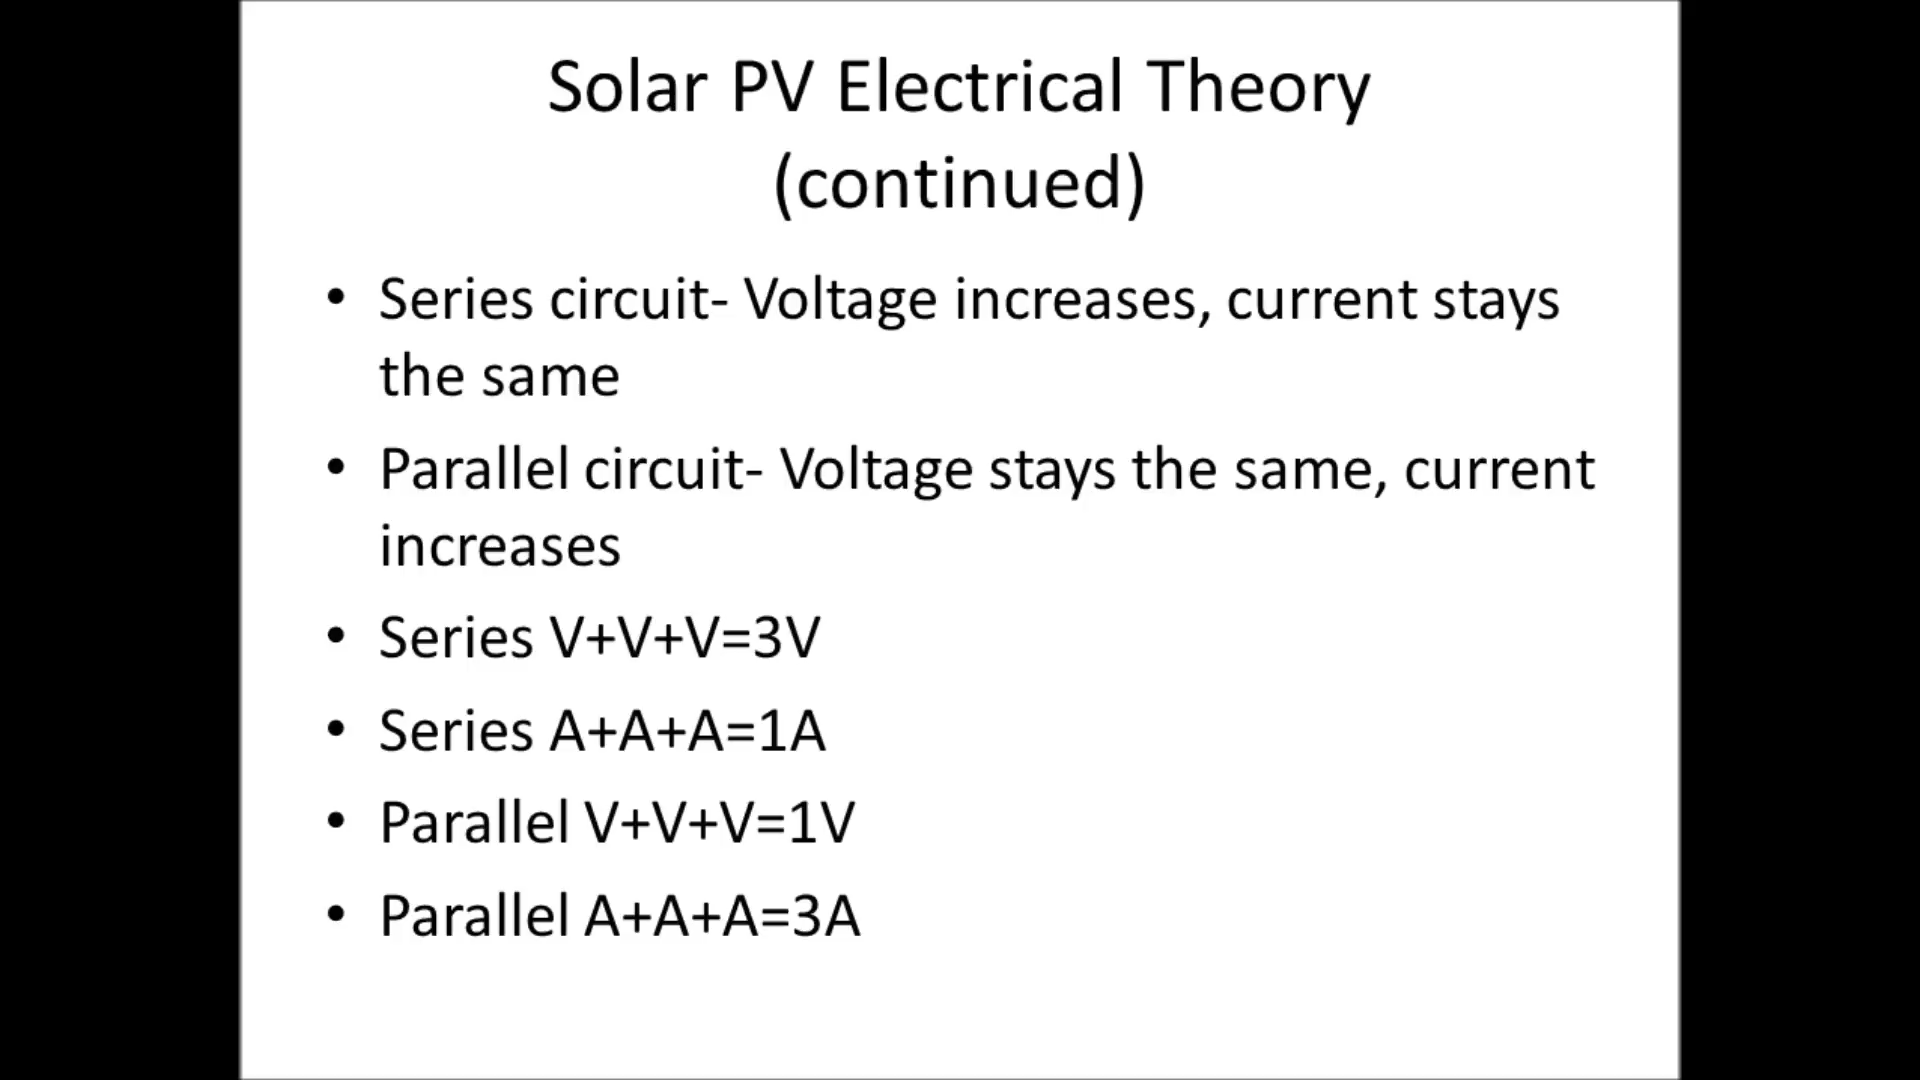 Solar PV Electrical Theory
(continued)
• Series circuit- Voltage increases, current stays
the same
• Parallel circuit- Voltage stays the same, current
increases
• Series V+V+V=3V
• Series A+A+A=1A
• Parallel V+V+V=1V
• Parallel A+A+A=3A